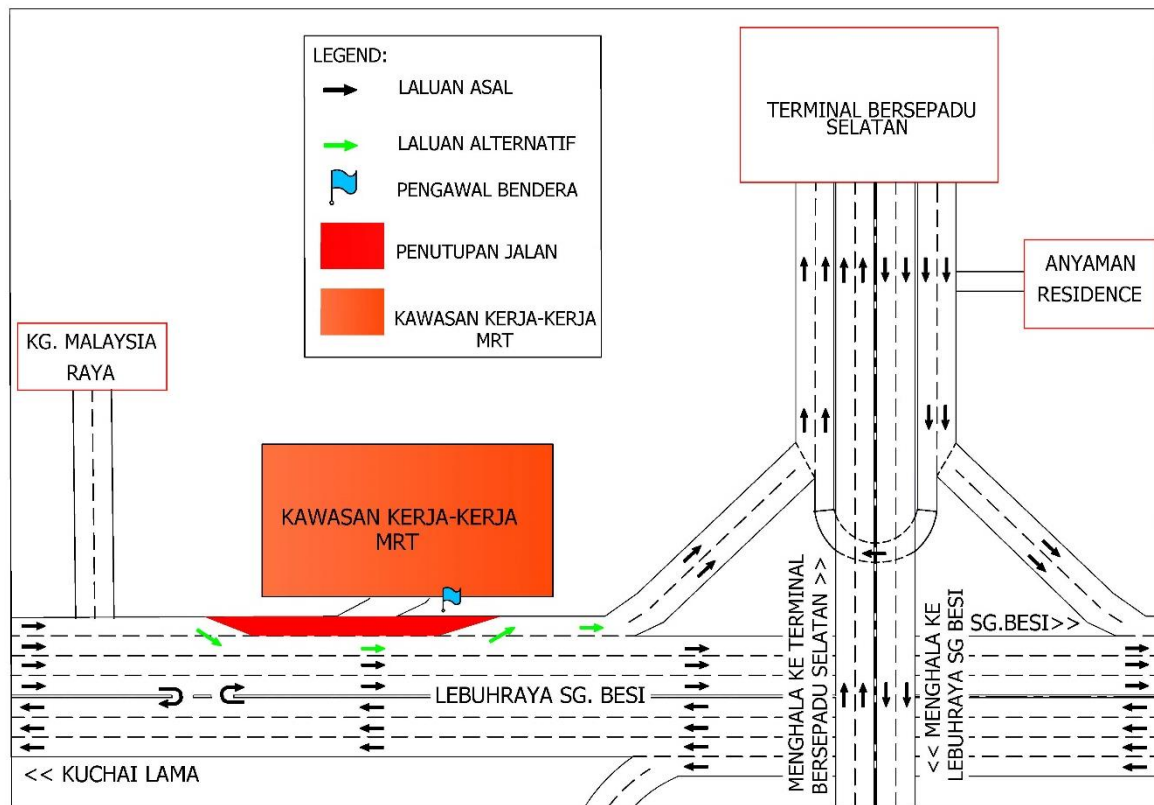 LEGEND:
LALUAN ASAL
LALUAN ALTERNATIF
PENGAWAL BENDERA
PENUTUPAN JALAN
KAWASAN KERJA-KERJA
MRT
TERMINAL BERSEPADU
SELATAN
ANYAMAN
RESIDENCE
KG. MALAYSIA
RAYA
KAWASAN KERJA-KERJA
MRT
MENGHALA KE TERMINAL
BERSEPADU SELATAN >>
<< MENGHALA KE
LEBUHRAYA SG BESI
SG.BESI>>
LEBUHRAYA SG. BESI
<< KUCHAI LAMA